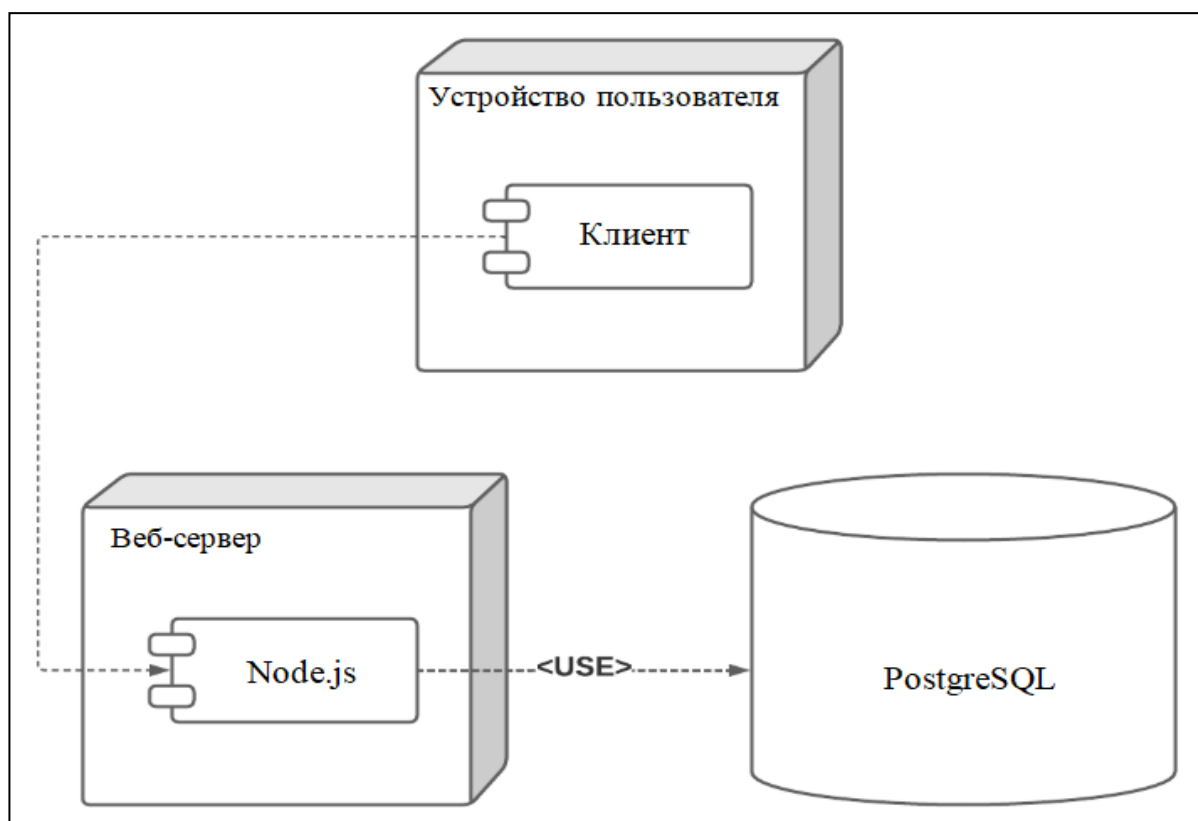 Устройство пользователя
Клиент
Веб-сервер
Node.js
<USE>
PostgreSQL